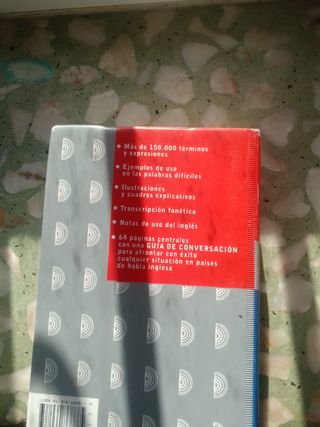 • Más de 150.000 términos
y expresiones
• Ejemplos de uso
en las palabras difíciles
• Ilustraciones
y cuadros explicativos
• Transcripción fonética
• Notas de uso del inglés
• 64 páginas centrales
con una GUÍA DE CONVERSACIÓN
para afrontar con éxito
cualquier situación en países
de habla inglesa